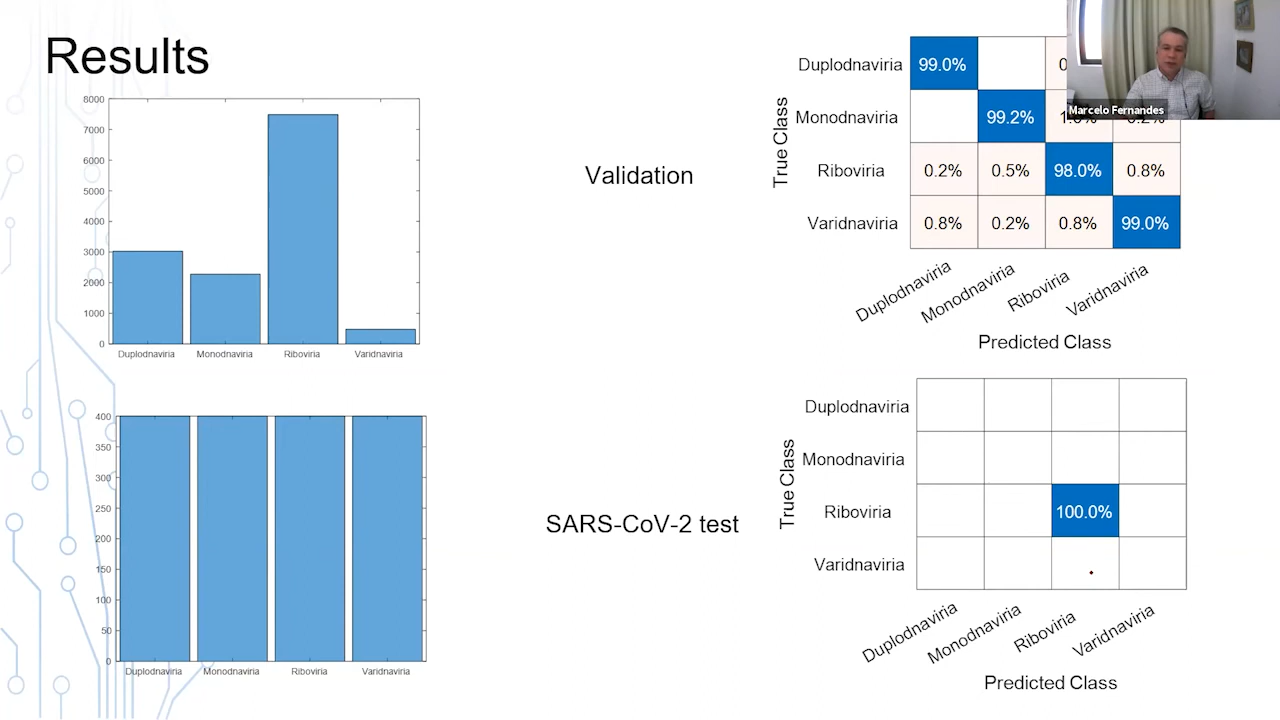 Results
8000
7000
6000
5000
4000
3000
2000
1000
0
Duplodnaviria Monodnaviria Riboviria Varidnaviria
Validation
True Class
Duplodnaviria 99.0%
Monodnaviria 99.2%
Riboviria 0.2% 0.5% 98.0% 0.8%
Varidnaviria 0.8% 0.2% 0.8% 99.0%
Duplodnaviria Monodnaviria Riboviria Varidnaviria
Predicted Class
Marcelo Fernandes
400
350
300
250
200
150
100
50
0
Duplodnaviria Monodnaviria Riboviria Varidnaviria
SARS-CoV-2 test
True Class
Duplodnaviria
Monodnaviria
Riboviria 100.0%
Varidnaviria
Duplodnaviria Monodnaviria Riboviria Varidnaviria
Predicted Class